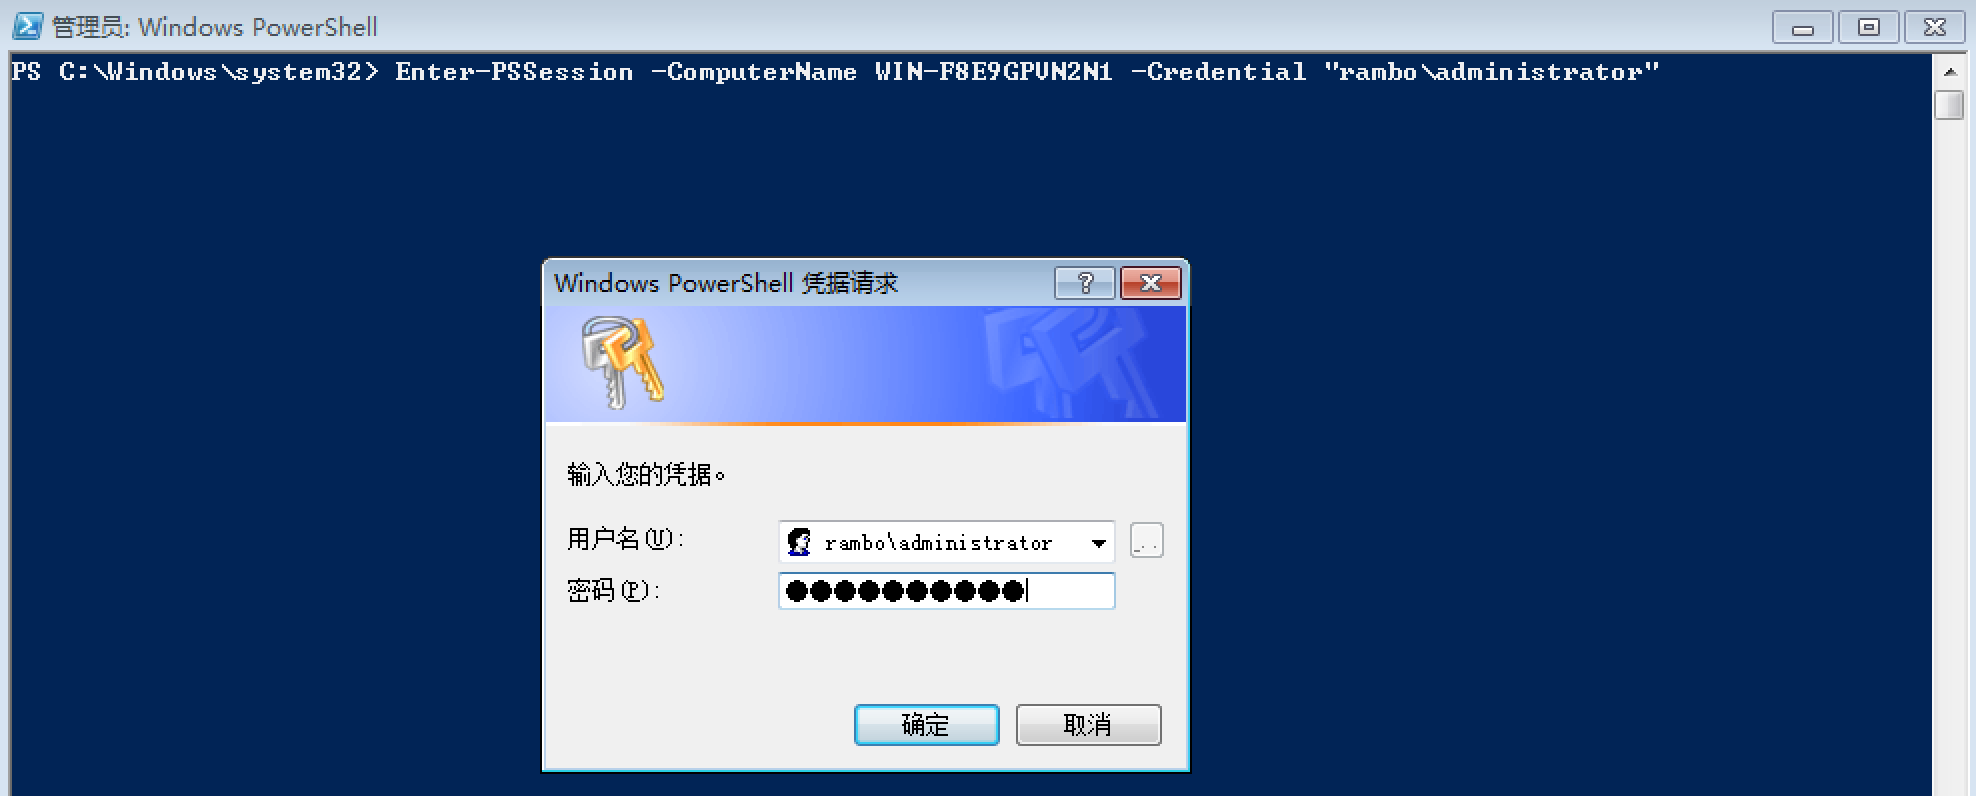 管理员: Windows PowerShell
PS C:\Windows\system32> Enter-PSSession -ComputerName WIN-F8E9GPVN2N1 -Credential "rambo\administrator"
Windows PowerShell 凭据请求
输入您的凭据。
用户名(U): rambo\administrator
密码(P): ●●●●●●●●●●
确定 取消